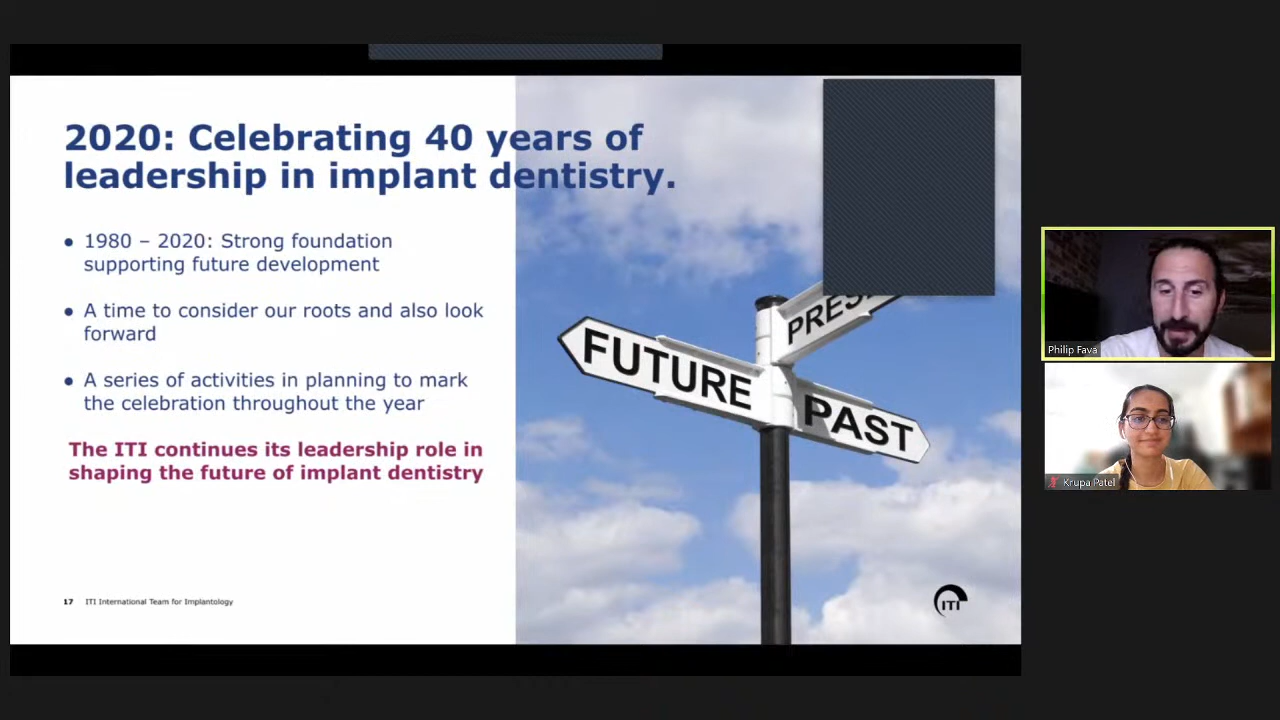 2020: Celebrating 40 years of
leadership in implant dentistry.
• 1980 – 2020: Strong foundation
supporting future development
• A time to consider our roots and also look
forward
• A series of activities in planning to mark
the celebration throughout the year
The ITI continues its leadership role in
shaping the future of implant dentistry
17 ITI International Team for Implantology
FUTURE
PAST
ITI
Philip Fava
Krupa Patel